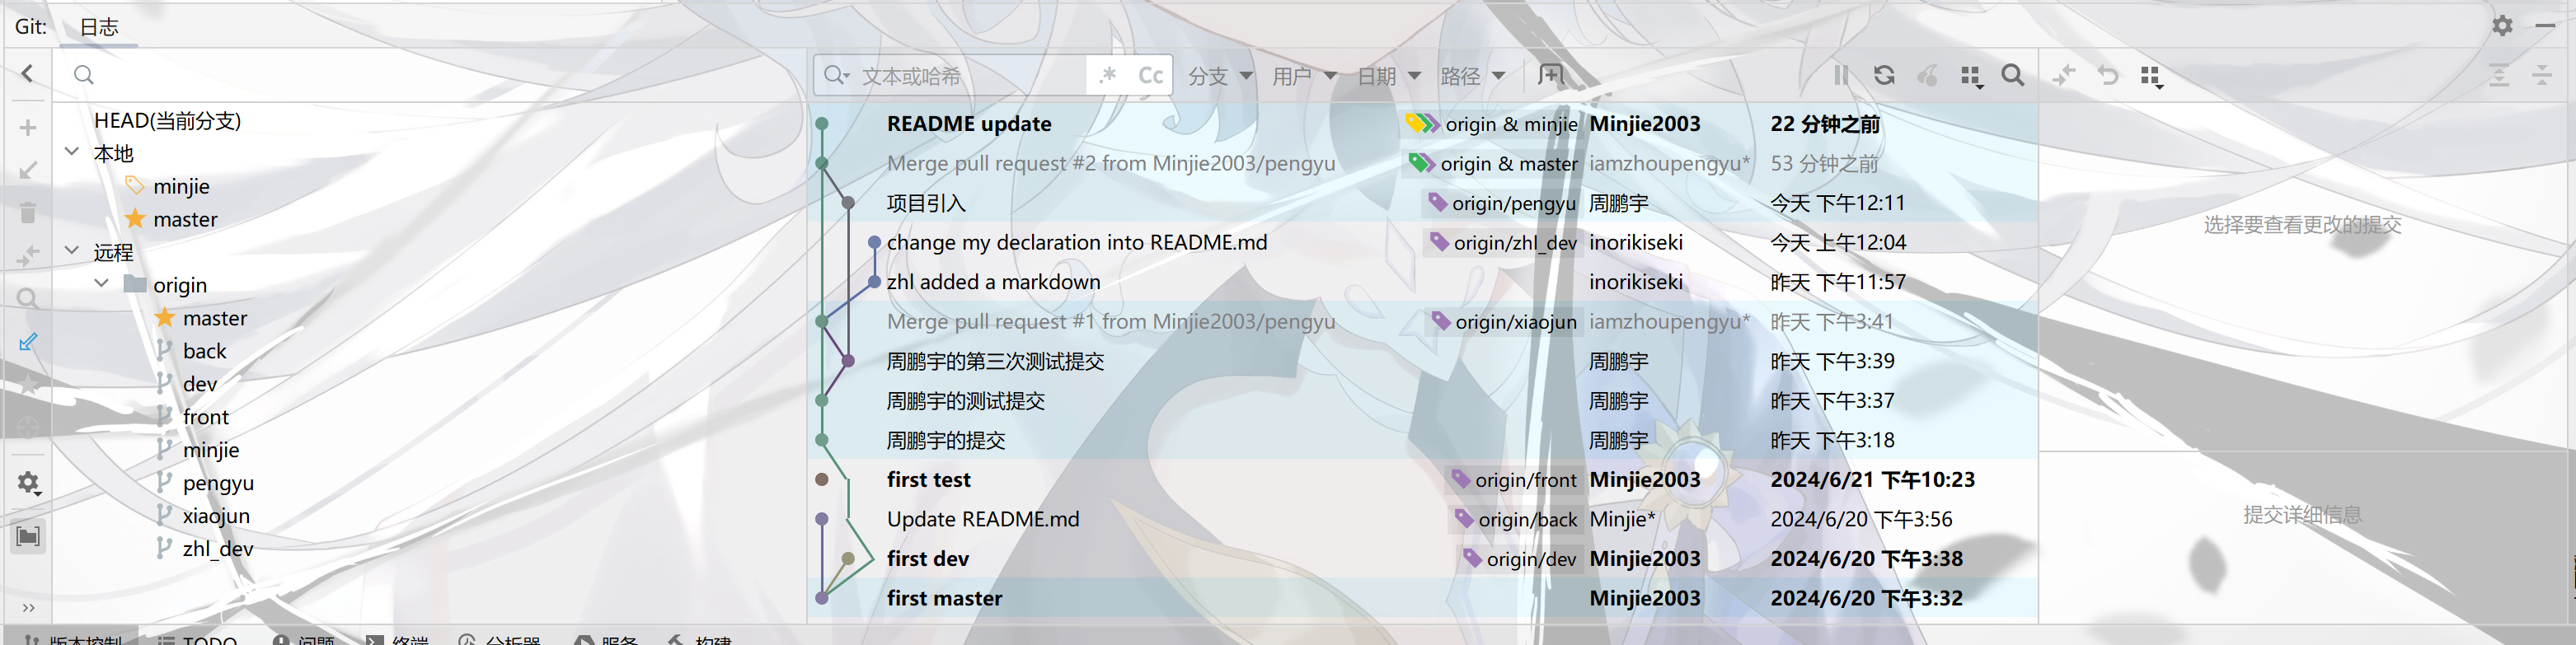 Git: 日志
文本或哈希 .* Cc 分支 用户 日期 路径
HEAD(当前分支)
本地
minjie
master
远程
origin
master
back
dev
front
minjie
pengyu
xiaojun
zhl_dev
README update origin & minjie Minjie2003 22 分钟之前
Merge pull request #2 from Minjie2003/pengyu origin & master iamzhoupengyu* 53 分钟之前
项目引入 origin/pengyu 周鹏宇 今天 下午12:11
change my declaration into README.md origin/zhl_dev inorikiseki 今天 上午12:04
zhl added a markdown inorikiseki 昨天 下午11:57
Merge pull request #1 from Minjie2003/pengyu origin/xiaojun iamzhoupengyu* 昨天 下午3:41
周鹏宇的第三次测试提交 周鹏宇 昨天 下午3:39
周鹏宇的测试提交 周鹏宇 昨天 下午3:37
周鹏宇的提交 周鹏宇 昨天 下午3:18
first test origin/front Minjie2003 2024/6/21 下午10:23
Update README.md origin/back Minjie* 2024/6/20 下午3:56
first dev origin/dev Minjie2003 2024/6/20 下午3:38
first master Minjie2003 2024/6/20 下午3:32
选择要查看更改的提交
提交详细信息
版本控制 TODO 问题 终端 分析器 服务 构建